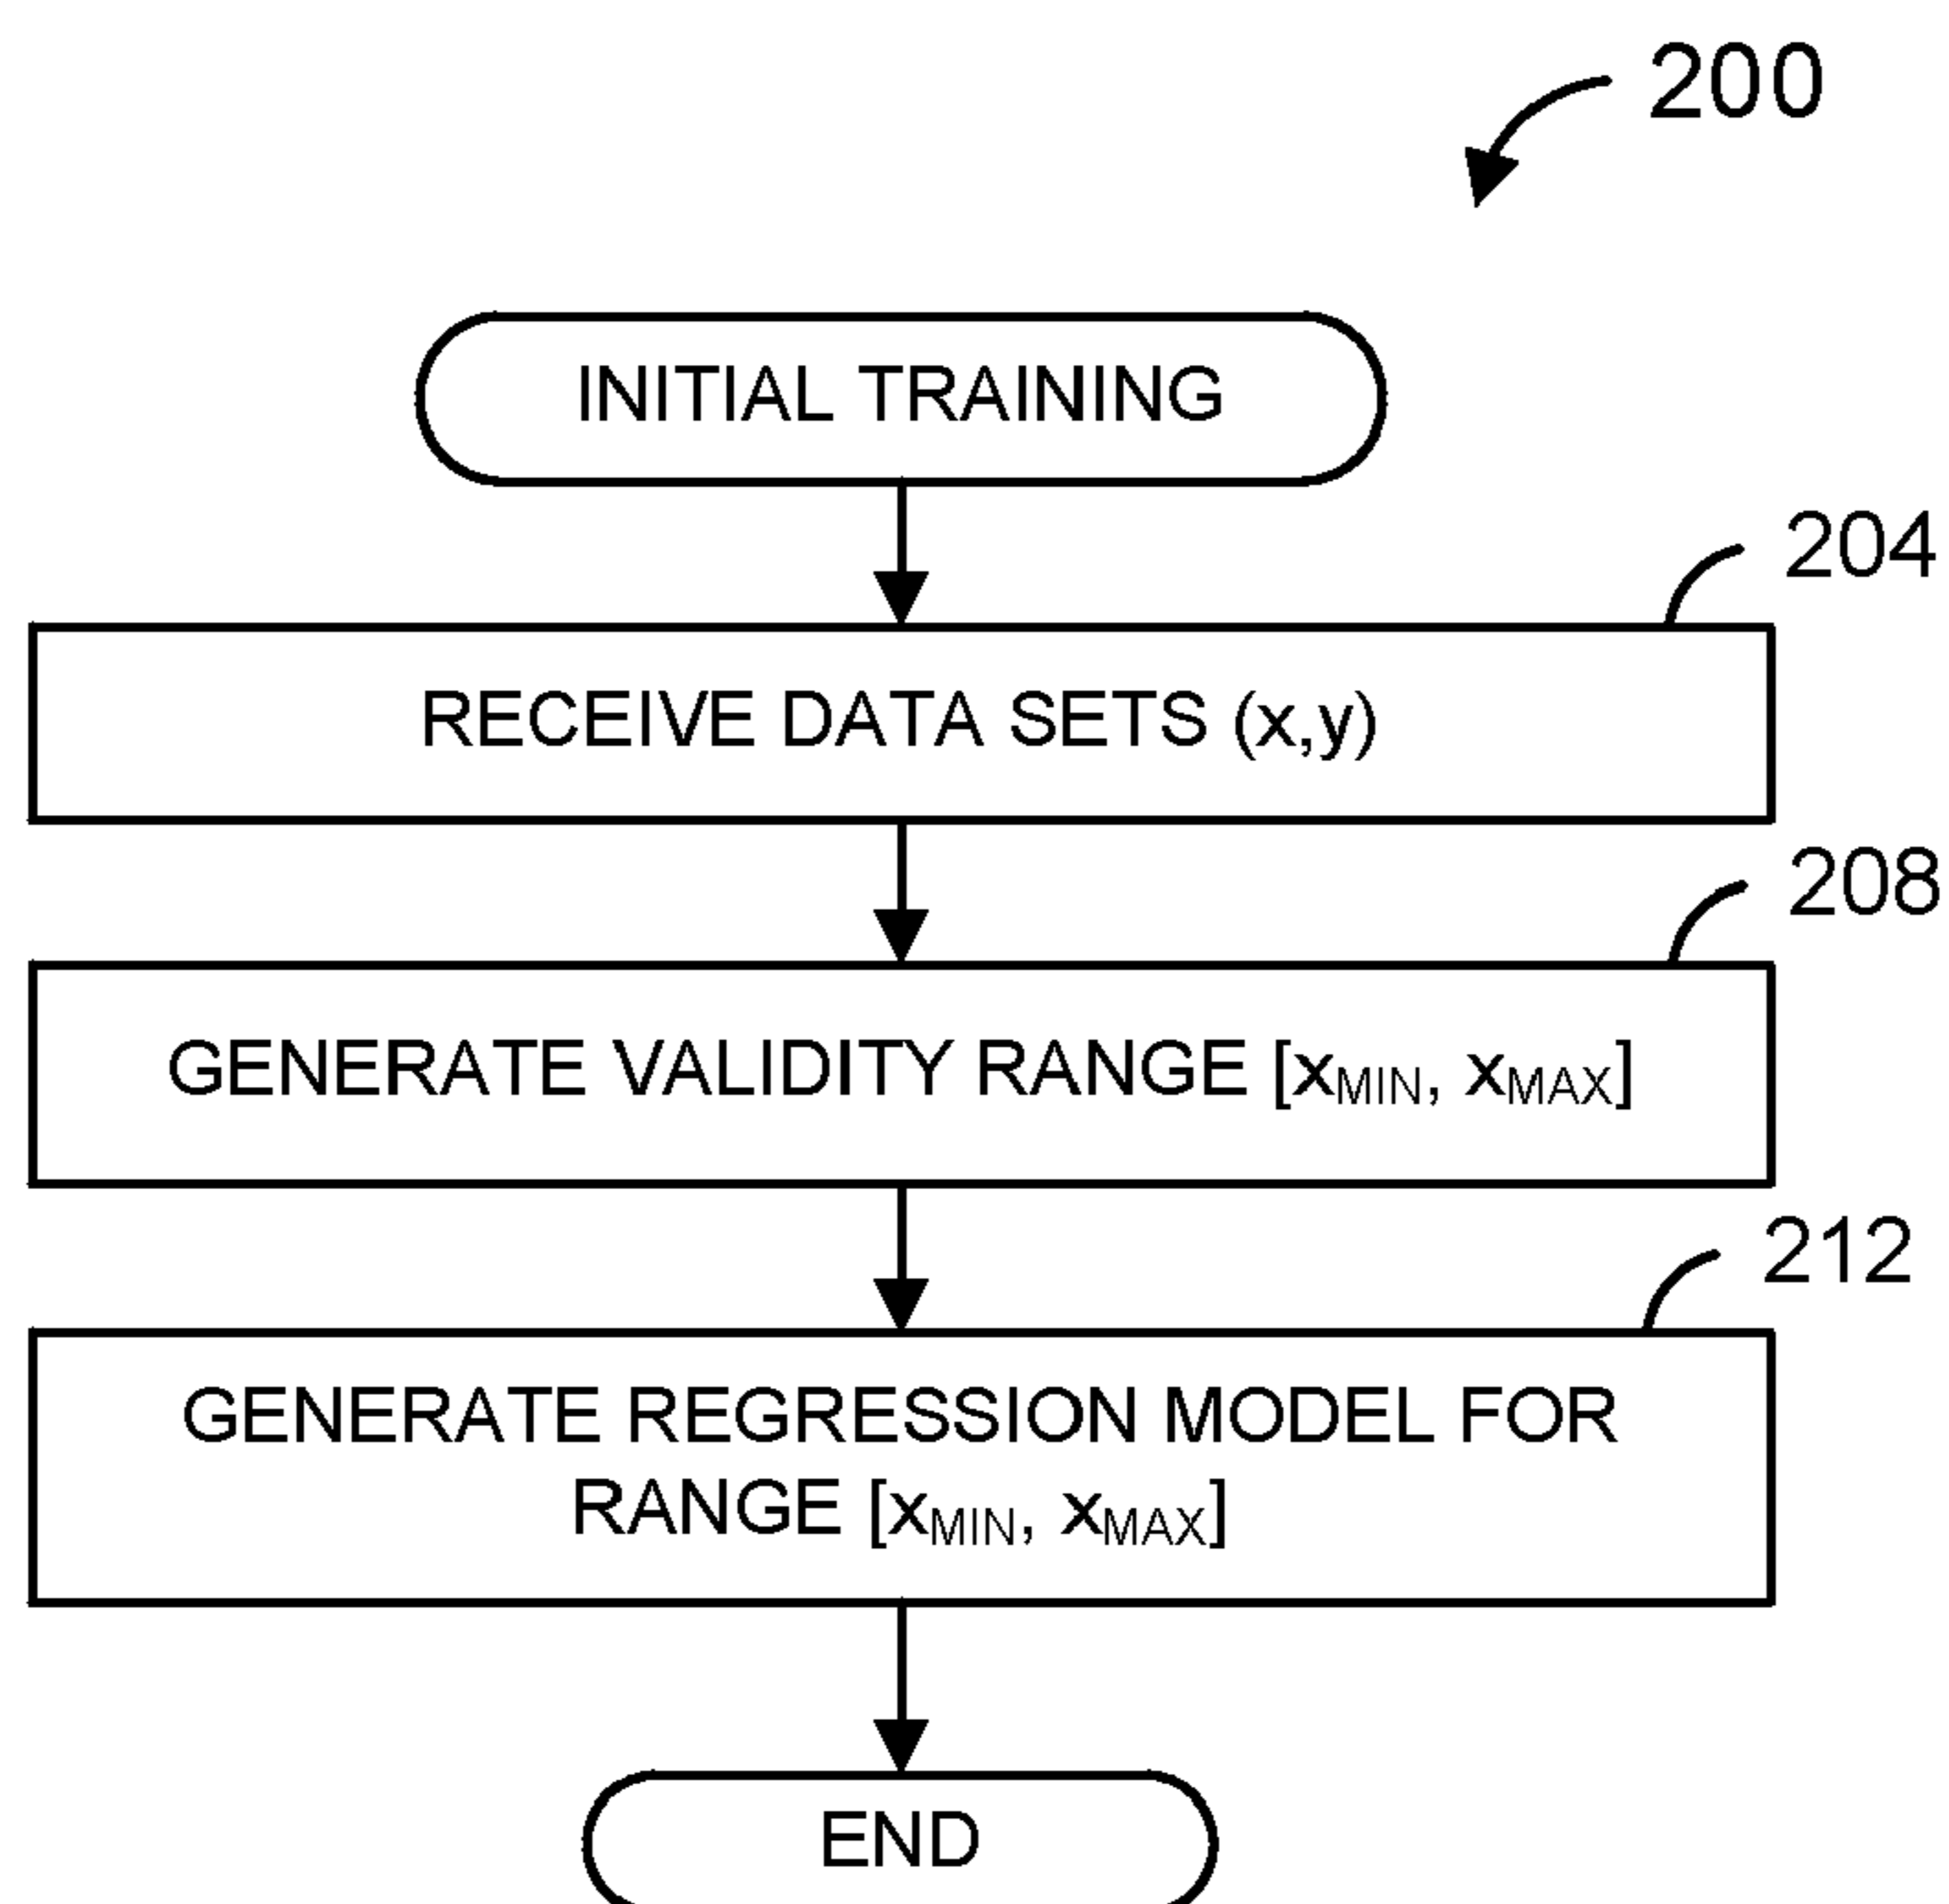 200
INITIAL TRAINING
204
RECEIVE DATA SETS (x,y)
208
GENERATE VALIDITY RANGE [xMIN, xMAX]
212
GENERATE REGRESSION MODEL FOR
RANGE [xMIN, xMAX]
END